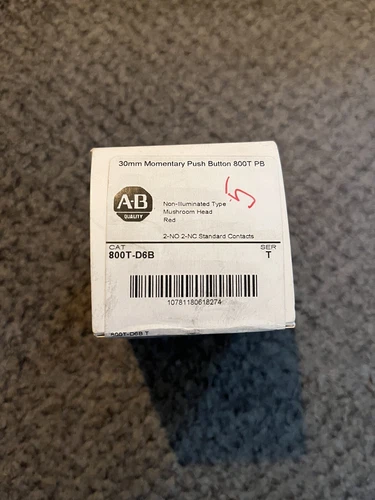 30mm Momentary Push Button 800T PB
A-B
QUALITY
Non-Illuminated Type
Mushroom Head
Red
2-NO 2-NC Standard Contacts
CAT SER
800T-D6B T
10781180618274
800T-D6B T